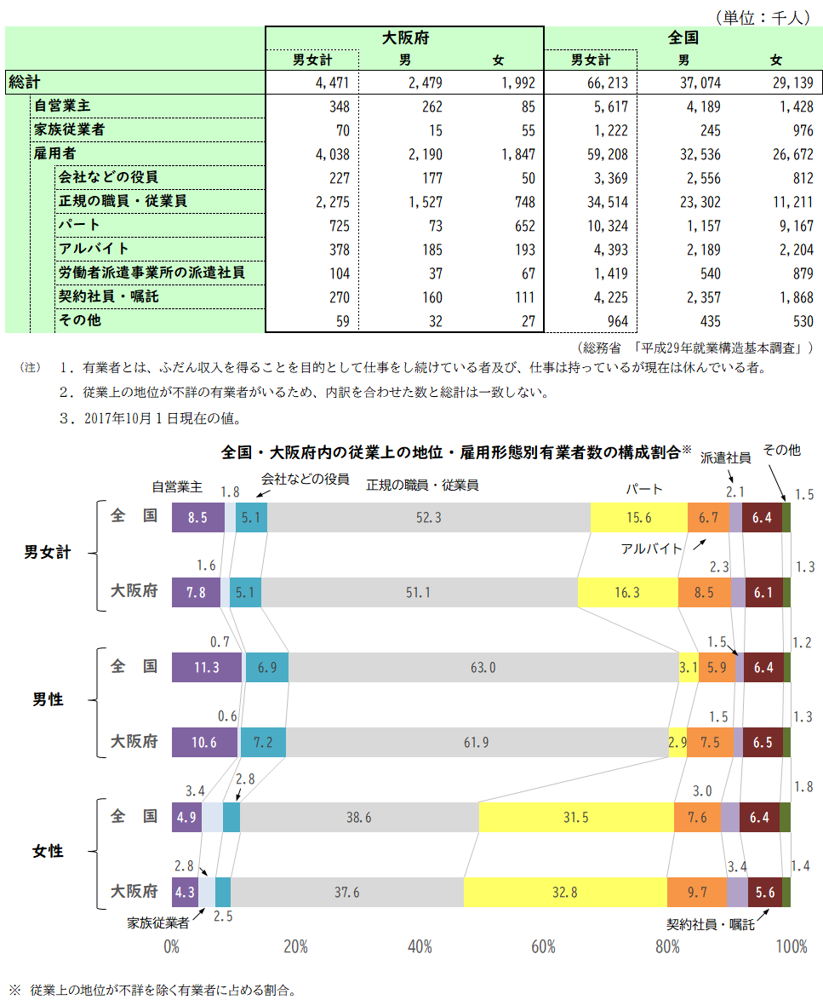 （単位：千人）
大阪府 全国
男女計 男 女 男女計 男 女
総計 4,471 2,479 1,992 66,213 37,074 29,139
自営業主 348 262 85 5,617 4,189 1,428
家族従業者 70 15 55 1,222 245 976
雇用者 4,038 2,190 1,847 59,208 32,536 26,672
会社などの役員 227 177 50 3,369 2,556 812
正規の職員・従業員 2,275 1,527 748 34,514 23,302 11,211
パート 725 73 652 10,324 1,157 9,167
アルバイト 378 185 193 4,393 2,189 2,204
労働者派遣事業所の派遣社員 104 37 67 1,419 540 879
契約社員・嘱託 270 160 111 4,225 2,357 1,868
その他 59 32 27 964 435 530
（総務省　「平成29年就業構造基本調査」）
（注）　１．有業者とは、ふだん収入を得ることを目的として仕事をし続けている者及び、仕事は持っているが現在は休んでいる者。
２．従業上の地位が不詳の有業者がいるため、内訳を合わせた数と総計は一致しない。
３．2017年10月１日現在の値。
全国・大阪府内の従業上の地位・雇用形態別有業者数の構成割合※
自営業主 会社などの役員 正規の職員・従業員 パート 派遣社員 その他
1.8 2.1 1.5
男女計 全　国 8.5 5.1 52.3 15.6 6.7 6.4
アルバイト
1.6 2.3 1.3
大阪府 7.8 5.1 51.1 16.3 8.5 6.1
0.7 1.5 1.2
男性 全　国 11.3 6.9 63.0 3.1 5.9 6.4
0.6 1.5 1.3
大阪府 10.6 7.2 61.9 2.9 7.5 6.5
3.4 2.8 3.0 1.8
女性 全　国 4.9 38.6 31.5 7.6 6.4
2.8 3.4 1.4
大阪府 4.3 37.6 32.8 9.7 5.6
家族従業者 2.5 契約社員・嘱託
0% 20% 40% 60% 80% 100%
※　従業上の地位が不詳を除く有業者に占める割合。